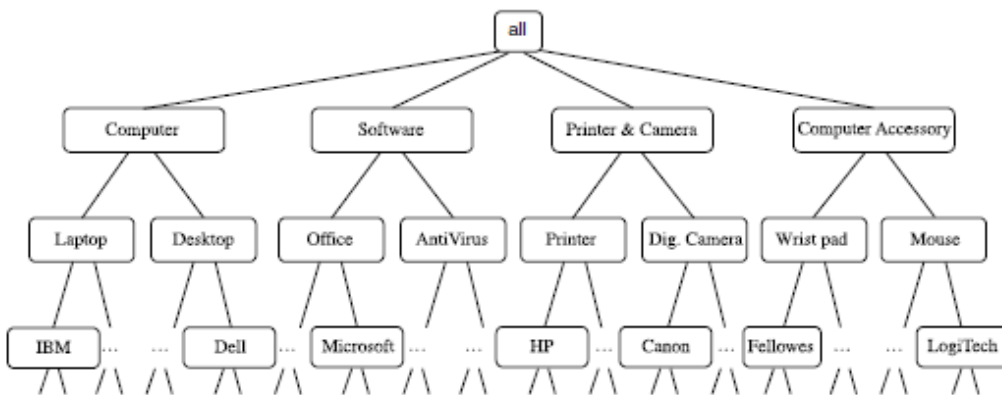 all
Computer
Software
Printer & Camera
Computer Accessory
Laptop
Desktop
Office
AntiVirus
Printer
Dig. Camera
Wrist pad
Mouse
IBM
...
...
Dell
...
Microsoft
...
...
HP
...
Canon
...
Fellowes
...
...
LogiTech